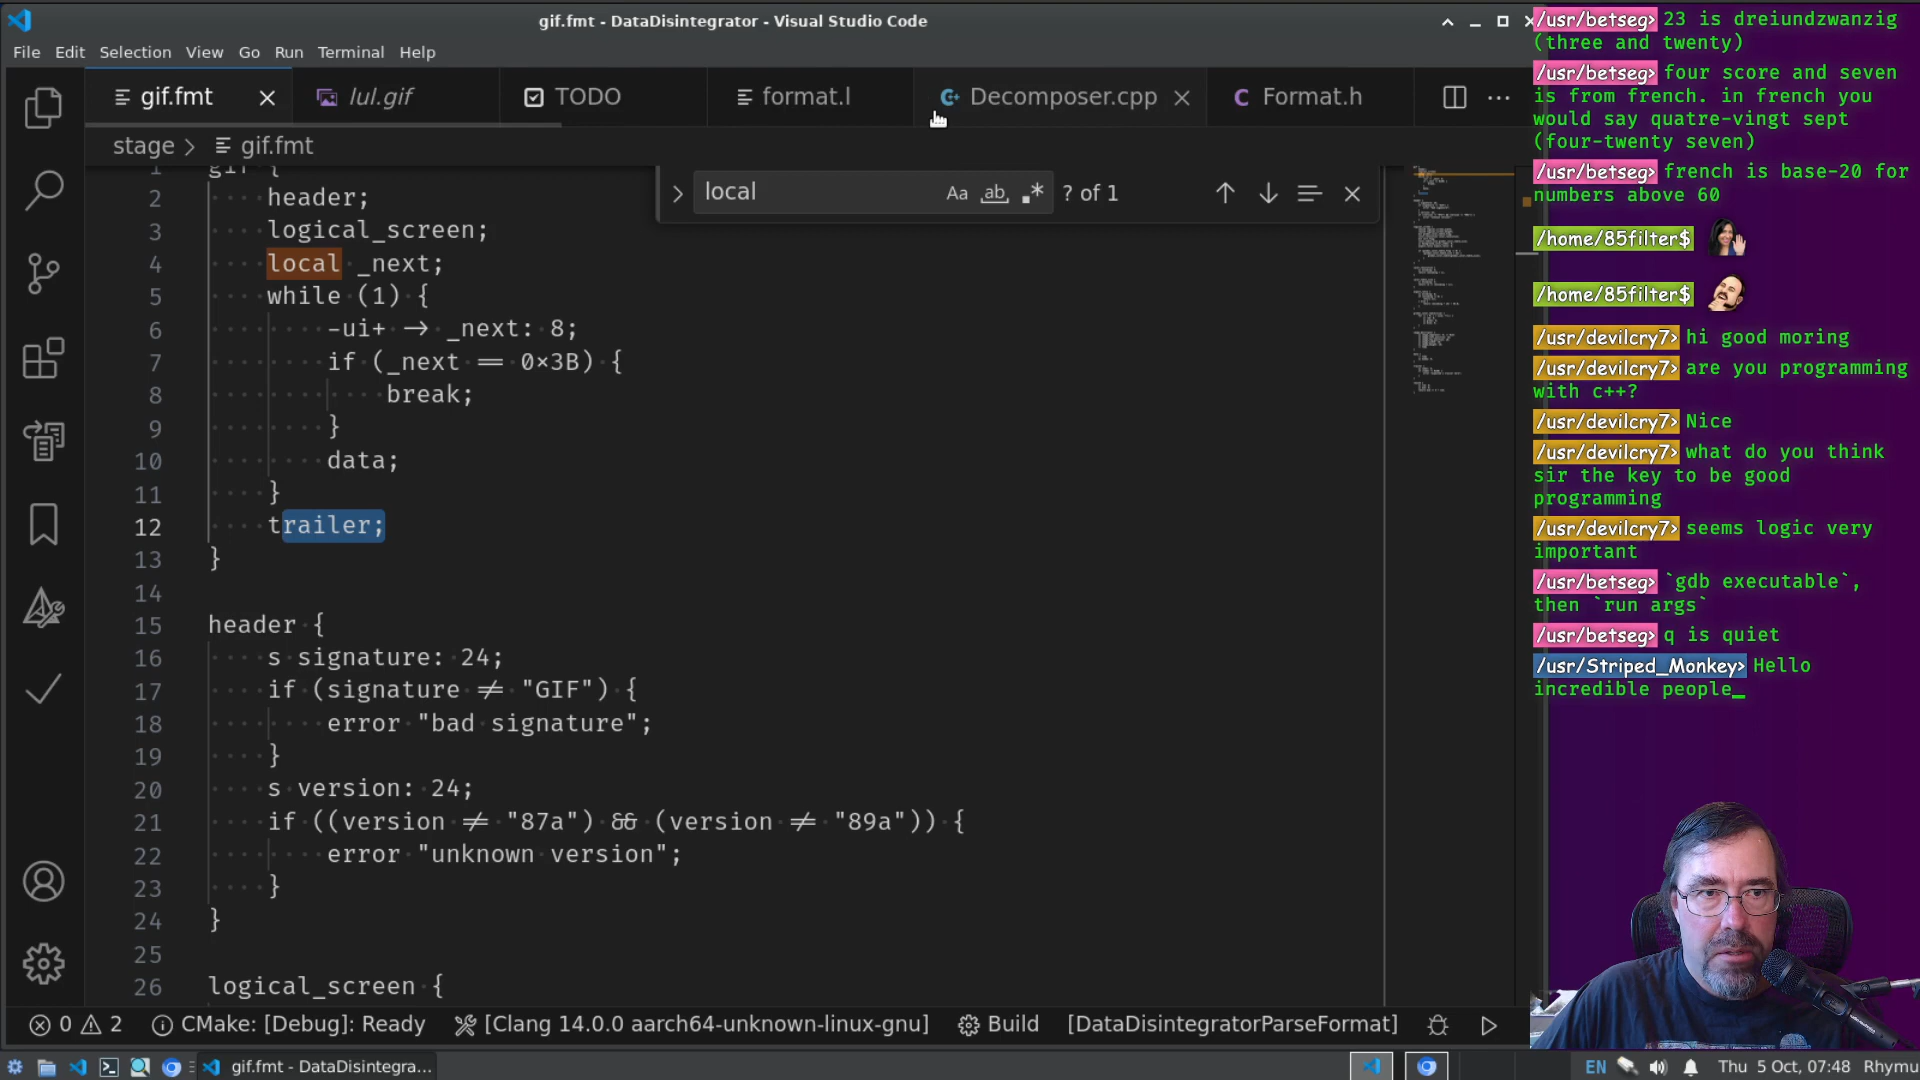 gif.fmt - DataDisintegrator - Visual Studio Code
File Edit Selection View Go Run Terminal Help
gif.fmt lul.gif TODO format.l Decomposer.cpp Format.h
stage > gif.fmt
local Aa ab ? of 1
1 gif {
2 header;
3 logical_screen;
4 local _next;
5 while (1) {
6 -ui+ -> _next: 8;
7 if (_next == 0×3B) {
8 break;
9 }
10 data;
11 }
12 trailer;
13 }
14
15 header {
16 s signature: 24;
17 if (signature != "GIF") {
18 error "bad signature";
19 }
20 s version: 24;
21 if ((version != "87a") && (version != "89a")) {
22 error "unknown version";
23 }
24 }
25
26 logical_screen {
0 2 CMake: [Debug]: Ready [Clang 14.0.0 aarch64-unknown-linux-gnu] Build [DataDisintegratorParseFormat]
gif.fmt - DataDisintegra... EN Thu 5 Oct, 07:48 Rhymu
/usr/betseg> 23 is dreiundzwanzig
(three and twenty)
/usr/betseg> four score and seven
is from french. in french you
would say quatre-vingt sept
(four-twenty seven)
/usr/betseg> french is base-20 for
numbers above 60
/home/85filter$
/home/85filter$
/usr/devilcry7> hi good moring
/usr/devilcry7> are you programming
with c++?
/usr/devilcry7> Nice
/usr/devilcry7> what do you think
sir the key to be good
programming
/usr/devilcry7> seems logic very
important
/usr/betseg> `gdb executable`,
then `run args`
/usr/betseg> q is quiet
/usr/Striped_Monkey> Hello
incredible people_